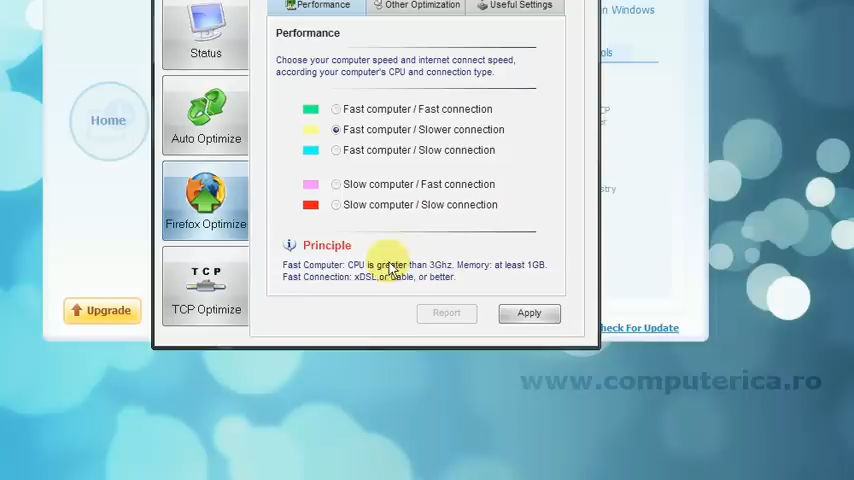 Performance
Other Optimization
Useful Settings
n Windows
Performance
Choose your computer speed and internet connect speed,
according your computer's CPU and connection type.
Status
ols
Fast computer / Fast connection
Home
Fast computer / Slower connection
Auto Optimize
Fast computer / Slow connection
CP
Slow computer / Fast connection
istry
Slow computer / Slow connection
Firefox Optimize
Principle
Fast Computer: CPU is greater than 3Ghz. Memory: at least 1GB.
Fast Connection: xDSL or cable, or better.
TCP
TCP Optimize
Upgrade
Report
Apply
heck For Update
www.computerica.ro